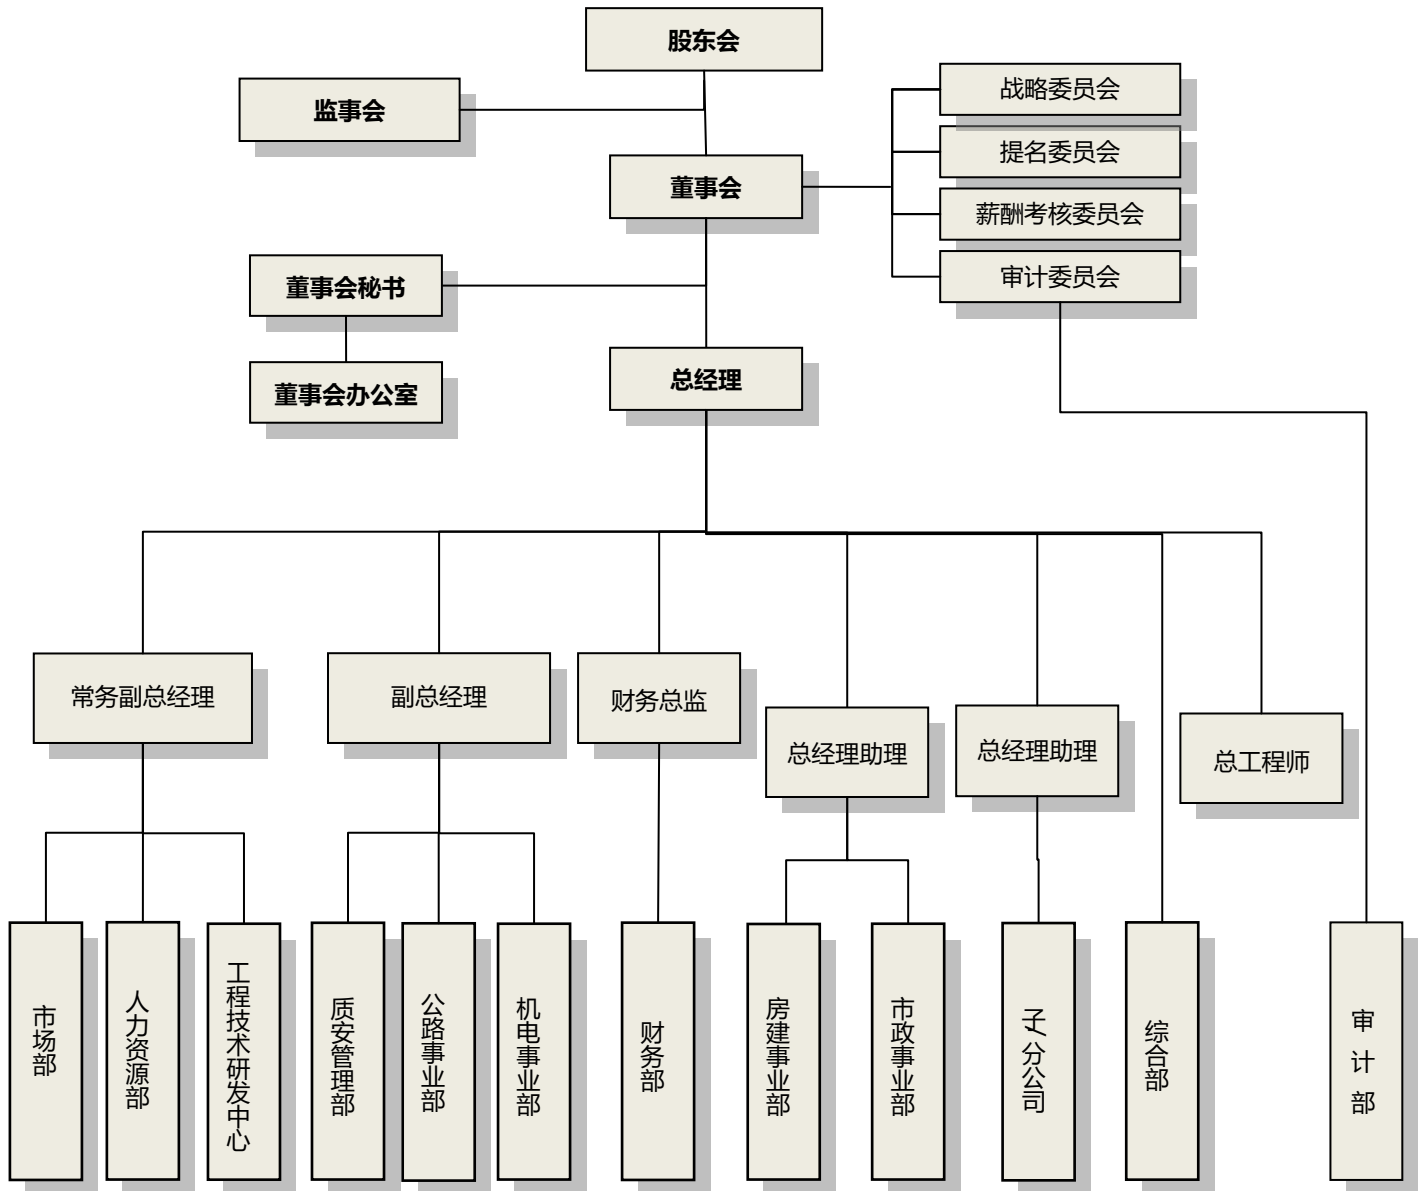 股东会
监事会
战略委员会
提名委员会
董事会
薪酬考核委员会
审计委员会
董事会秘书
总经理
董事会办公室
常务副总经理
副总经理
财务总监
总经理助理
总经理助理
总工程师
市场部
人力资源部
工程技术研发中心
质安管理部
公路事业部
机电事业部
财务部
房建事业部
市政事业部
子/分公司
综合部
审计部